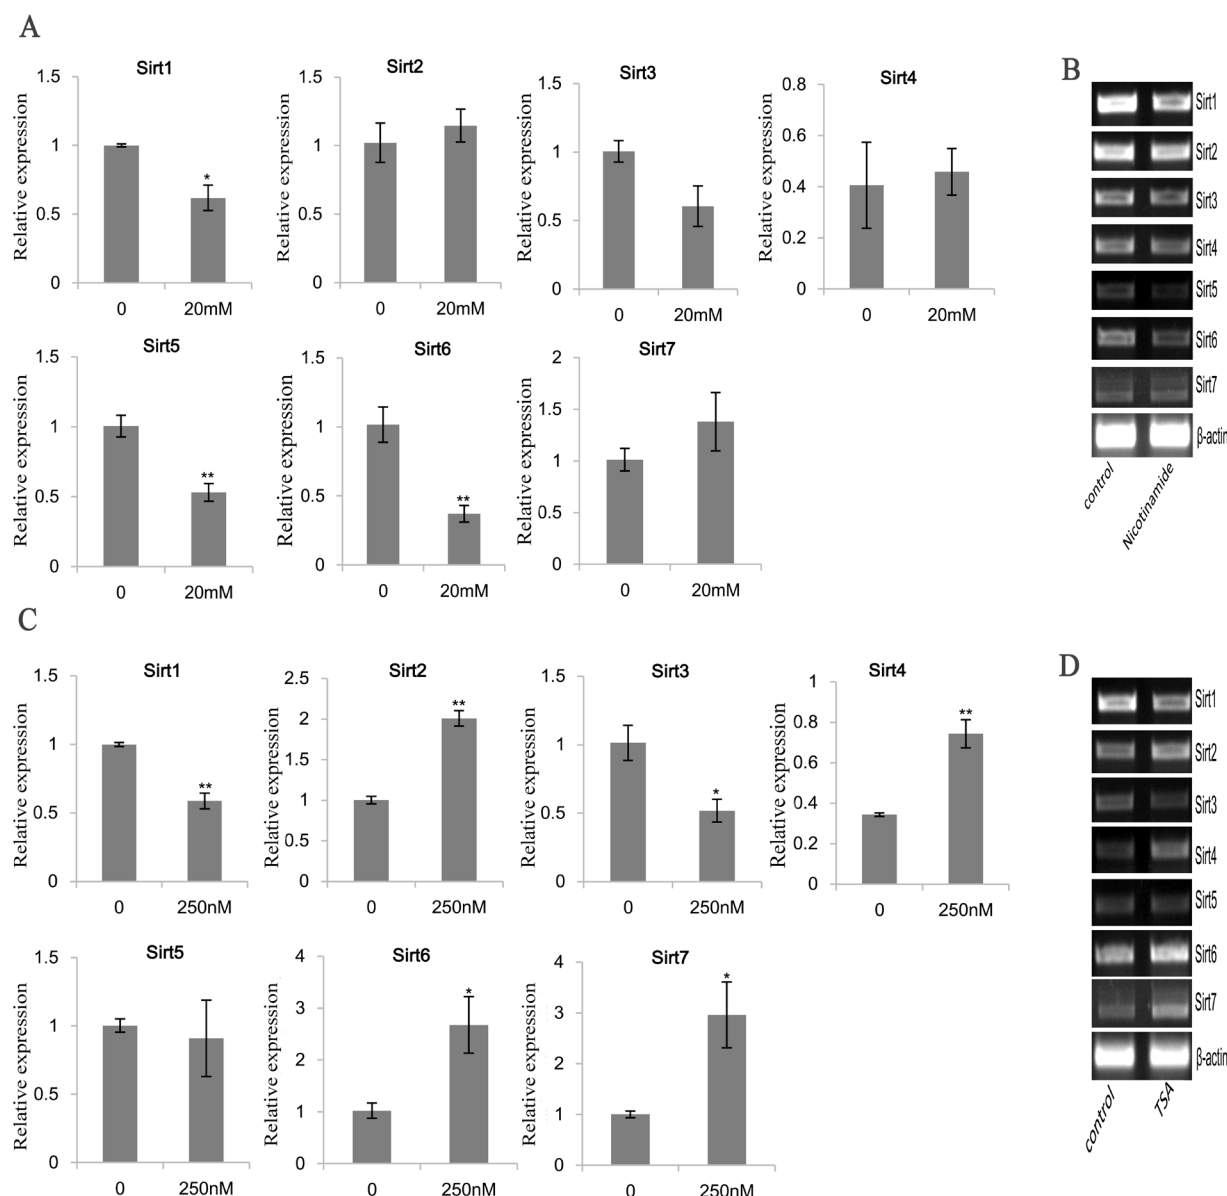 A
Sirt1
Relative expression
1.5
1
0.5
0
*
0
20mM
Sirt2
Relative expression
1.5
1
0.5
0
0
20mM
Sirt3
Relative expression
1.5
1
0.5
0
0
20mM
Sirt4
Relative expression
0.8
0.6
0.4
0.2
0
0
20mM
Sirt5
Relative expression
1.5
1
0.5
0
**
0
20mM
Sirt6
Relative expression
1.5
1
0.5
0
**
0
20mM
Sirt7
Relative expression
2
1.5
1
0.5
0
0
20mM
B
Sirt1
Sirt2
Sirt3
Sirt4
Sirt5
Sirt6
Sirt7
β-actin
control
Nicotinamide
C
Sirt1
Relative expression
1.5
1
0.5
0
**
0
250nM
Sirt2
Relative expression
2.5
2
1.5
1
0.5
0
**
0
250nM
Sirt3
Relative expression
1.5
1
0.5
0
*
0
250nM
Sirt4
Relative expression
1
0.8
0.6
0.4
0.2
0
**
0
250nM
Sirt5
Relative expression
1.5
1
0.5
0
0
250nM
Sirt6
Relative expression
4
3
2
1
0
*
0
250nM
Sirt7
Relative expression
4
3
2
1
0
*
0
250nM
D
Sirt1
Sirt2
Sirt3
Sirt4
Sirt5
Sirt6
Sirt7
β-actin
control
TSA